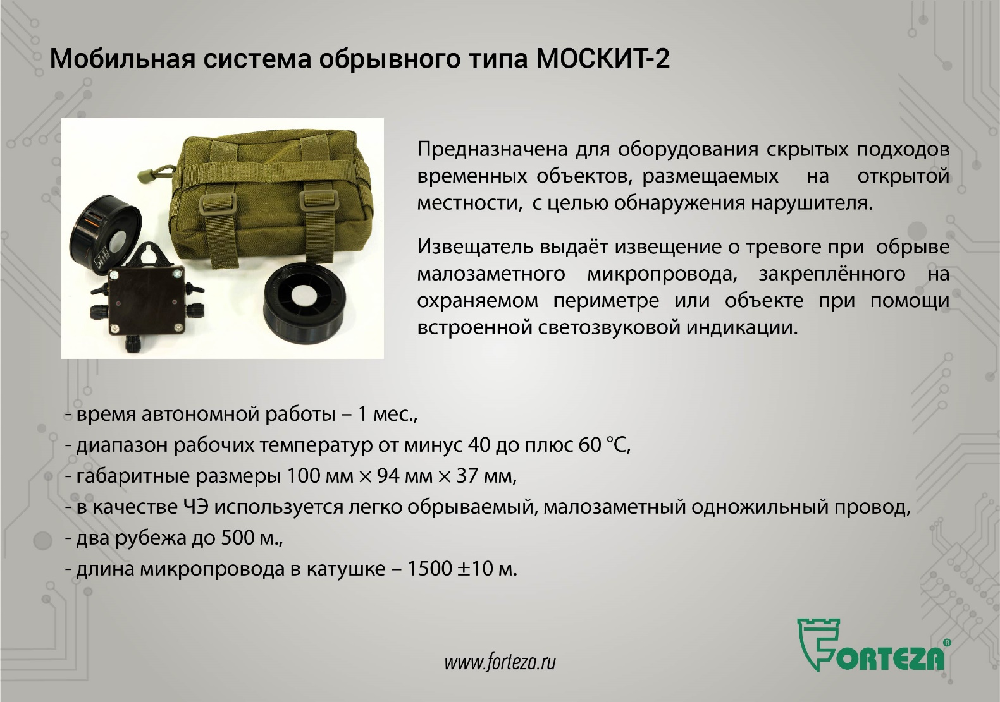 Мобильная система обрывного типа МОСКИТ-2
Предназначена для оборудования скрытых подходов
временных объектов, размещаемых на открытой
местности, с целью обнаружения нарушителя.
Извещатель выдаёт извещение о тревоге при обрыве
малозаметного микропровода, закреплённого на
охраняемом периметре или объекте при помощи
встроенной светозвуковой индикации.
- время автономной работы – 1 мес.,
- диапазон рабочих температур от минус 40 до плюс 60 °С,
- габаритные размеры 100 мм × 94 мм × 37 мм,
- в качестве ЧЭ используется легко обрываемый, малозаметный одножильный провод,
- два рубежа до 500 м.,
- длина микропровода в катушке – 1500 ±10 м.
www.forteza.ru
FORTEZA®